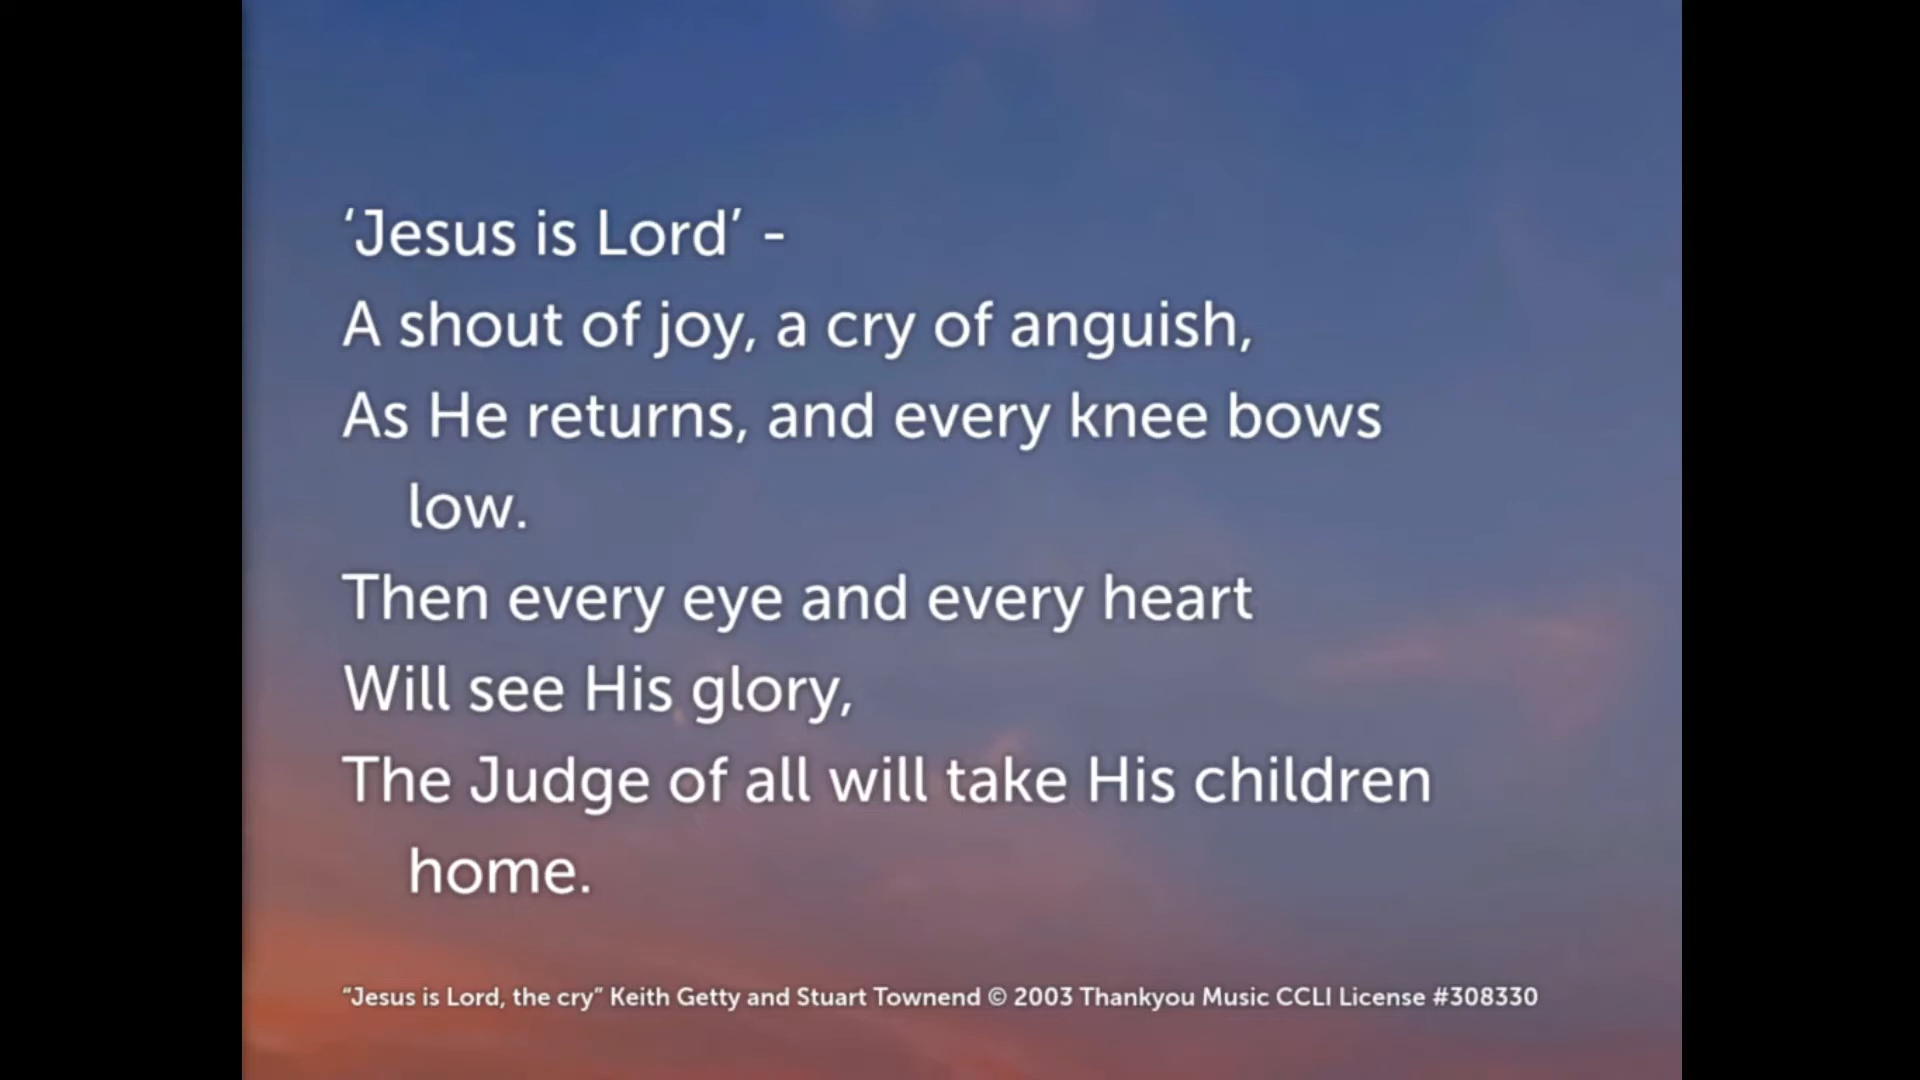 ‘Jesus is Lord’ -
A shout of joy, a cry of anguish,
As He returns, and every knee bows
low.
Then every eye and every heart
Will see His glory,
The Judge of all will take His children
home.
“Jesus is Lord, the cry” Keith Getty and Stuart Townend © 2003 Thankyou Music CCLI License #308330